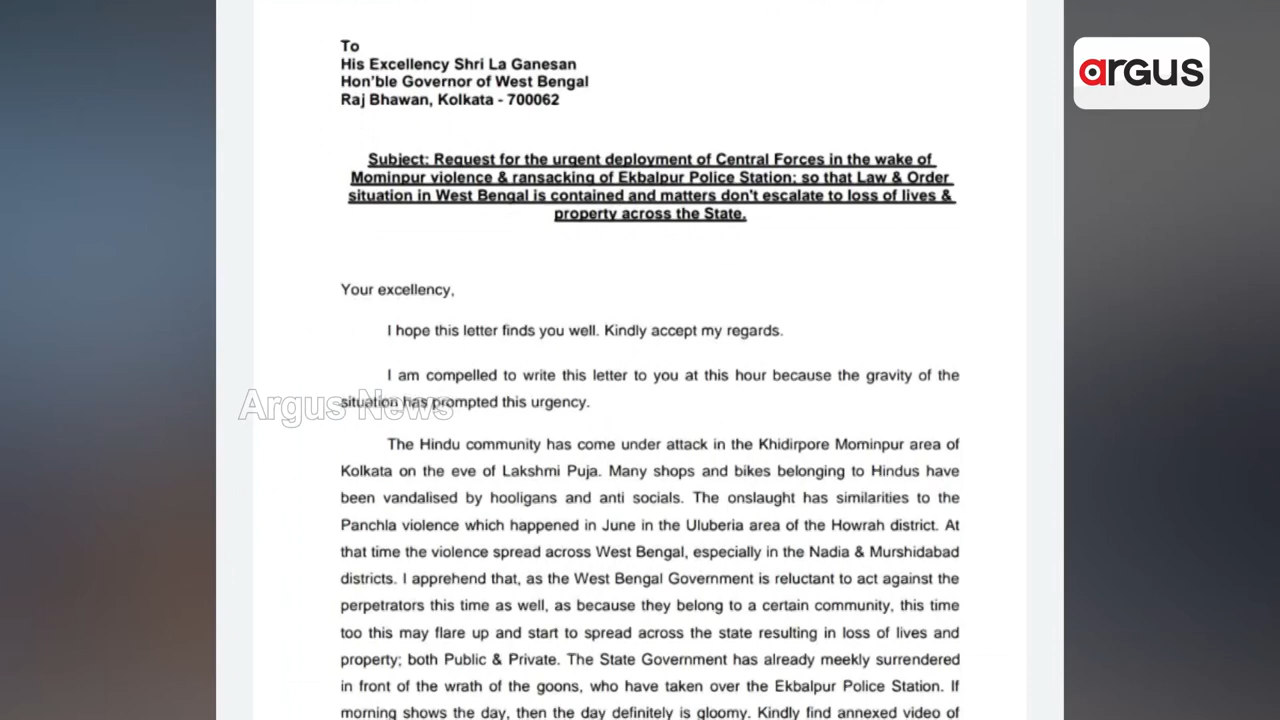 To
His Excellency Shri La Ganesan
Hon'ble Governor of West Bengal
Raj Bhawan, Kolkata - 700062
argus
Subject: Request for the urgent deployment of Central Forces in the wake of
Mominpur violence & ransacking of Ekbalpur Police Station; so that Law & Order
situation in West Bengal is contained and matters don't escalate to loss of lives &
property across the State.
Your excellency,
I hope this letter finds you well. Kindly accept my regards.
I am compelled to write this letter to you at this hour because the gravity of the
situation has prompted this urgency.
Argus News
The Hindu community has come under attack in the Khidirpore Mominpur area of
Kolkata on the eve of Lakshmi Puja. Many shops and bikes belonging to Hindus have
been vandalised by hooligans and anti socials. The onslaught has similarities to the
Panchla violence which happened in June in the Uluberia area of the Howrah district. At
that time the violence spread across West Bengal, especially in the Nadia & Murshidabad
districts. I apprehend that, as the West Bengal Government is reluctant to act against the
perpetrators this time as well, as because they belong to a certain community, this time
too this may flare up and start to spread across the state resulting in loss of lives and
property; both Public & Private. The State Government has already meekly surrendered
in front of the wrath of the goons, who have taken over the Ekbalpur Police Station. If
morning shows the day, then the day definitely is gloomy. Kindly find annexed video of